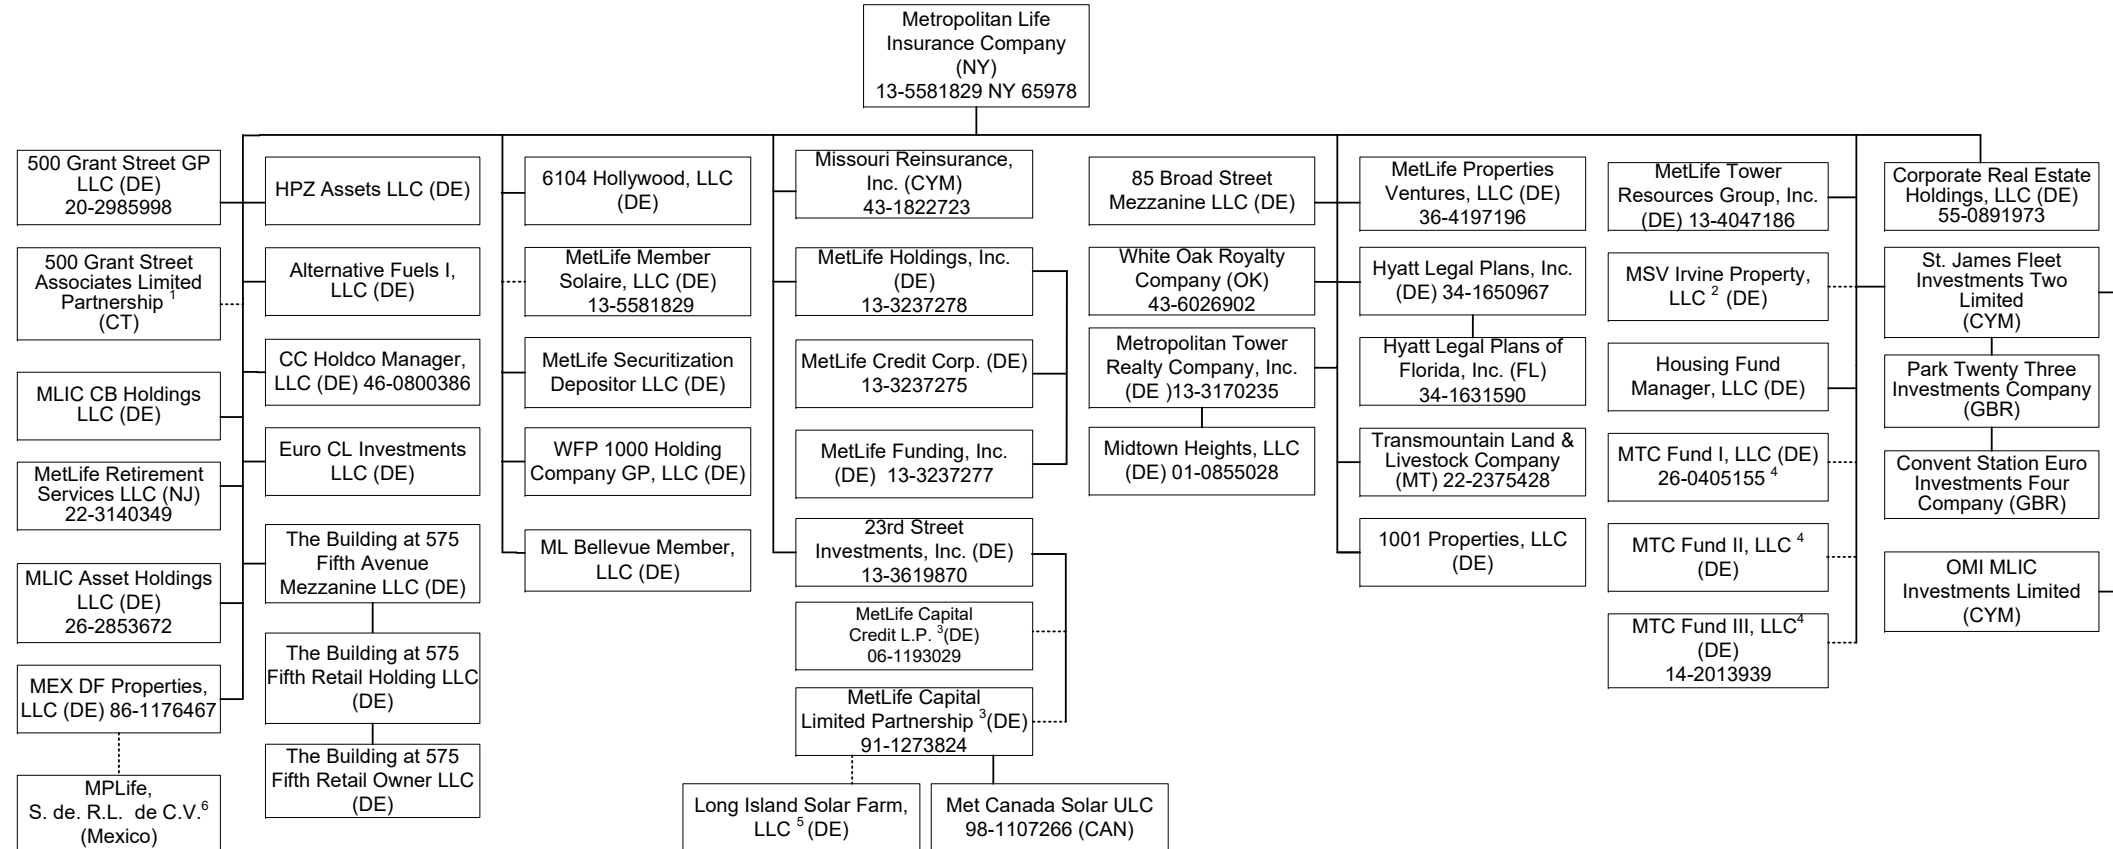 Metropolitan Life
Insurance Company
(NY)
13-5581829 NY 65978
500 Grant Street GP
LLC (DE)
20-2985998
500 Grant Street
Associates Limited
Partnership 1
(CT)
MLIC CB Holdings
LLC (DE)
MetLife Retirement
Services LLC (NJ)
22-3140349
MLIC Asset Holdings
LLC (DE)
26-2853672
MEX DF Properties,
LLC (DE) 86-1176467
MPLife,
S. de. R.L. de C.V.6
(Mexico)
HPZ Assets LLC (DE)
Alternative Fuels I,
LLC (DE)
CC Holdco Manager,
LLC (DE) 46-0800386
Euro CL Investments
LLC (DE)
The Building at 575
Fifth Avenue
Mezzanine LLC (DE)
The Building at 575
Fifth Retail Holding LLC
(DE)
The Building at 575
Fifth Retail Owner LLC
(DE)
6104 Hollywood, LLC
(DE)
MetLife Member
Solaire, LLC (DE)
13-5581829
MetLife Securitization
Depositor LLC (DE)
WFP 1000 Holding
Company GP, LLC (DE)
ML Bellevue Member,
LLC (DE)
Missouri Reinsurance,
Inc. (CYM)
43-1822723
MetLife Holdings, Inc.
(DE)
13-3237278
MetLife Credit Corp. (DE)
13-3237275
MetLife Funding, Inc.
(DE) 13-3237277
23rd Street
Investments, Inc. (DE)
13-3619870
MetLife Capital
Credit L.P. 3(DE)
06-1193029
MetLife Capital
Limited Partnership 3(DE)
91-1273824
Long Island Solar Farm,
LLC 5 (DE)
Met Canada Solar ULC
98-1107266 (CAN)
85 Broad Street
Mezzanine LLC (DE)
White Oak Royalty
Company (OK)
43-6026902
Metropolitan Tower
Realty Company, Inc.
(DE )13-3170235
Midtown Heights, LLC
(DE) 01-0855028
MetLife Properties
Ventures, LLC (DE)
36-4197196
Hyatt Legal Plans, Inc.
(DE) 34-1650967
Hyatt Legal Plans of
Florida, Inc. (FL)
34-1631590
Transmountain Land &
Livestock Company
(MT) 22-2375428
1001 Properties, LLC
(DE)
MetLife Tower
Resources Group, Inc.
(DE) 13-4047186
MSV Irvine Property,
LLC 2 (DE)
Housing Fund
Manager, LLC (DE)
MTC Fund I, LLC (DE)
26-0405155 4
MTC Fund II, LLC 4
(DE)
MTC Fund III, LLC4
(DE)
14-2013939
Corporate Real Estate
Holdings, LLC (DE)
55-0891973
St. James Fleet
Investments Two
Limited
(CYM)
Park Twenty Three
Investments Company
(GBR)
Convent Station Euro
Investments Four
Company (GBR)
OMI MLIC
Investments Limited
(CYM)